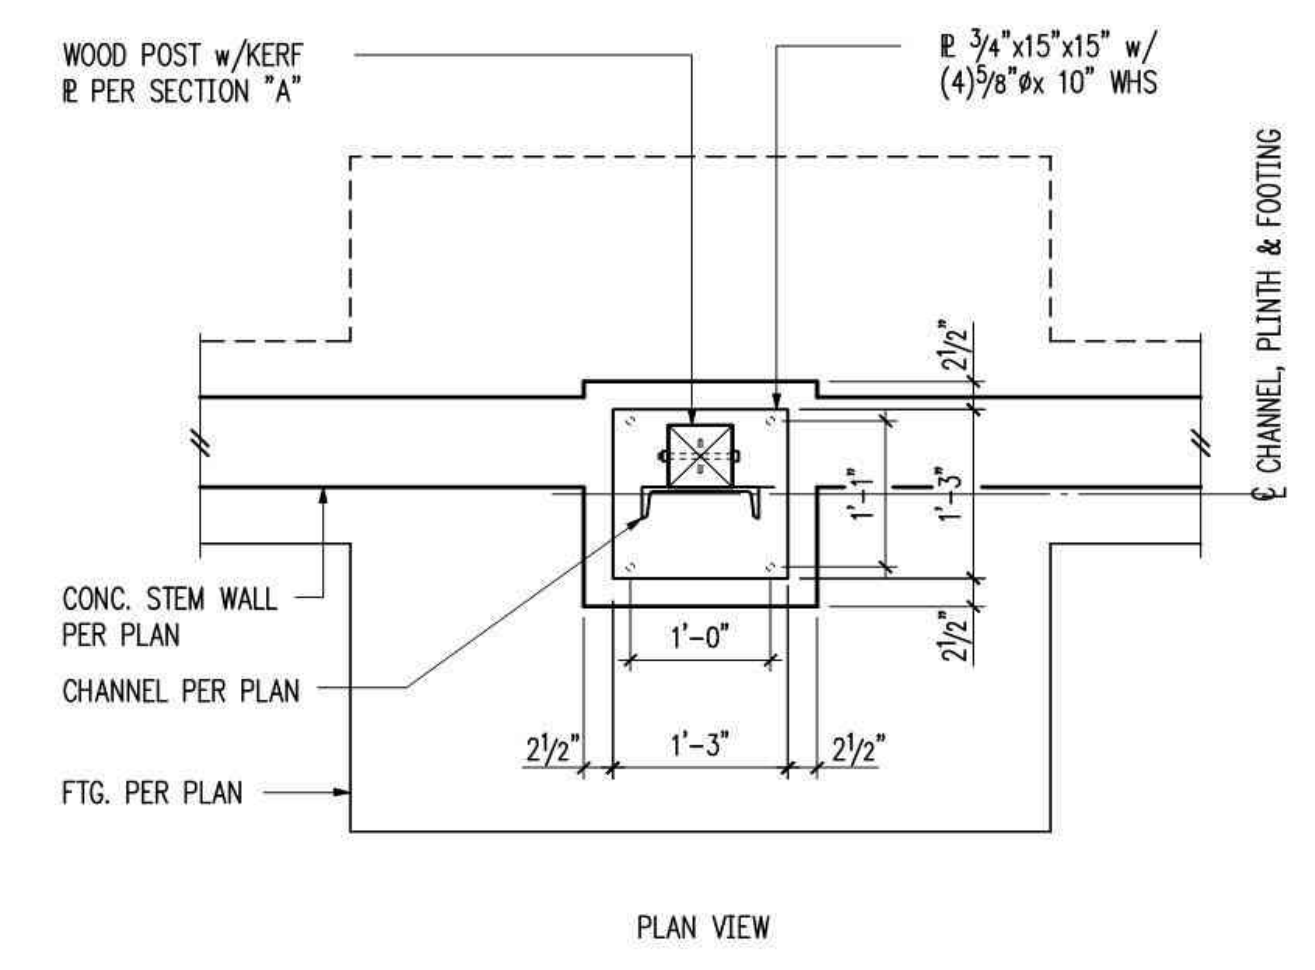 WOOD POST w/KERF
℄ PER SECTION "A"
℄ 3/4"x15"x15" w/
(4)5/8"øx 10" WHS
℄ CHANNEL, PLINTH & FOOTING
2 1/2"
1'-1"
1'-3"
2 1/2"
CONC. STEM WALL
PER PLAN
1'-0"
CHANNEL PER PLAN
2 1/2"
1'-3"
2 1/2"
FTG. PER PLAN
PLAN VIEW